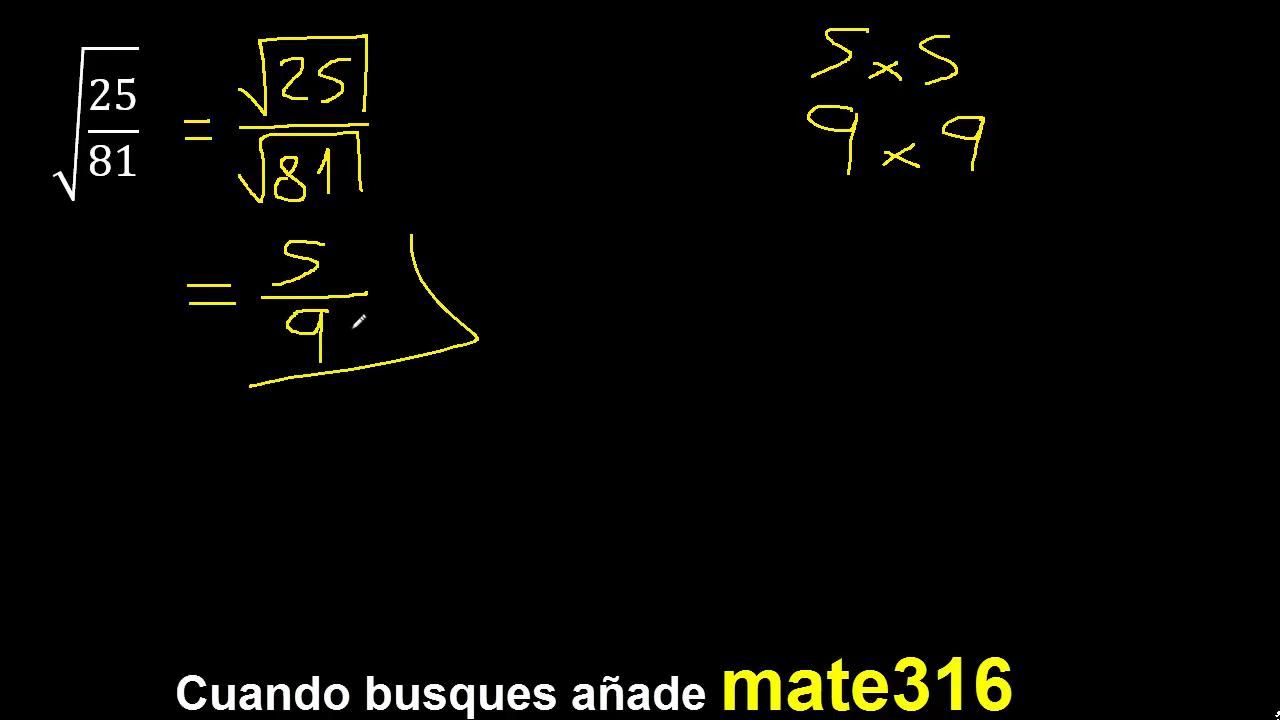 √(25/81) = √25/√81
= 5/9
5 x 5
9 x 9
Cuando busques añade mate316